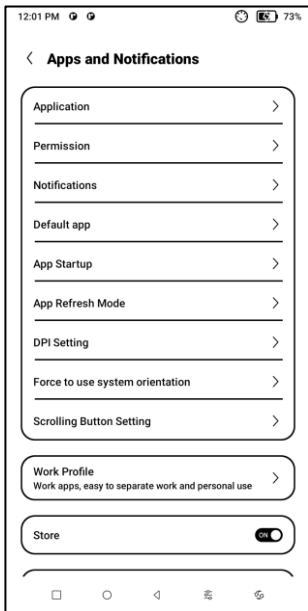 12:01 PM 73%
Apps and Notifications
Application
Permission
Notifications
Default app
App Startup
App Refresh Mode
DPI Setting
Force to use system orientation
Scrolling Button Setting
Work Profile
Work apps, easy to separate work and personal use
Store ON